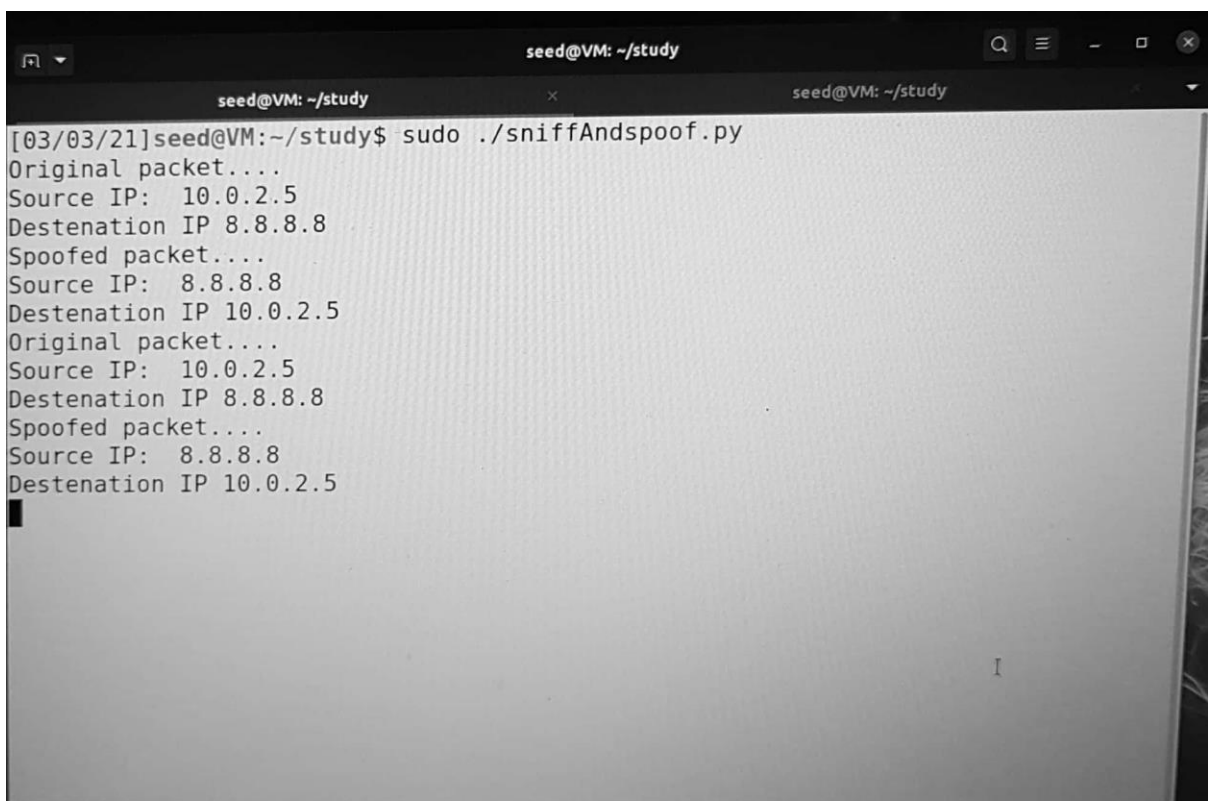 seed@VM: ~/study
seed@VM: ~/study
seed@VM: ~/study
[03/03/21]seed@VM:~/study$ sudo ./sniffAndspoof.py
Original packet....
Source IP:  10.0.2.5
Destenation IP 8.8.8.8
Spoofed packet....
Source IP:  8.8.8.8
Destenation IP 10.0.2.5
Original packet....
Source IP:  10.0.2.5
Destenation IP 8.8.8.8
Spoofed packet....
Source IP:  8.8.8.8
Destenation IP 10.0.2.5